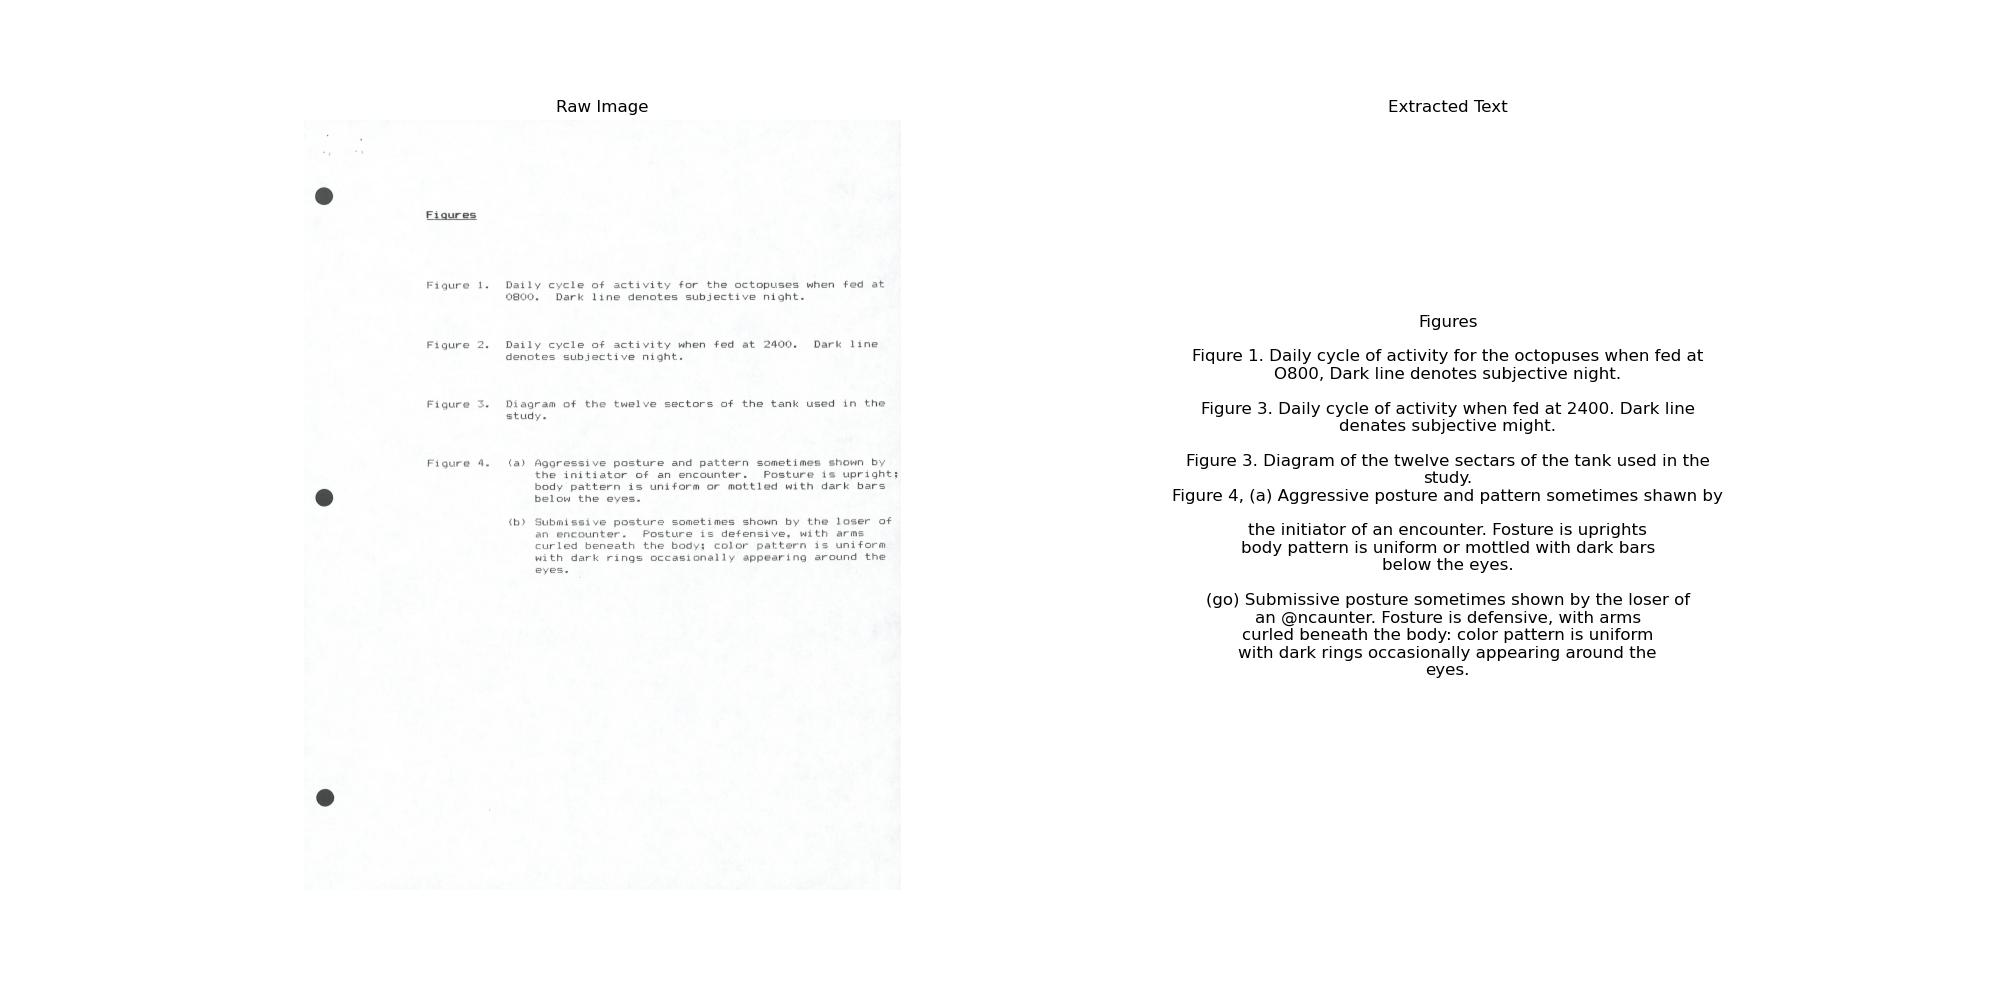 Raw Image
Figures
Figure 1. Daily cycle of activity for the octopuses when fed at
0800. Dark line denotes subjective night.
Figure 2. Daily cycle of activity when fed at 2400. Dark line
denotes subjective night.
Figure 3. Diagram of the twelve sectors of the tank used in the
study.
Figure 4. (a) Aggressive posture and pattern sometimes shown by
the initiator of an encounter. Posture is upright;
body pattern is uniform or mottled with dark bars
below the eyes.
(b) Submissive posture sometimes shown by the loser of
an encounter. Posture is defensive, with arms
curled beneath the body; color pattern is uniform
with dark rings occasionally appearing around the
eyes.
Extracted Text
Figures
Fiqure 1. Daily cycle of activity for the octopuses when fed at
O800, Dark line denotes subjective night.
Figure 3. Daily cycle of activity when fed at 2400. Dark line
denates subjective might.
Figure 3. Diagram of the twelve sectars of the tank used in the
study.
Figure 4, (a) Aggressive posture and pattern sometimes shawn by
the initiator of an encounter. Fosture is uprights
body pattern is uniform or mottled with dark bars
below the eyes.
(go) Submissive posture sometimes shown by the loser of
an @ncaunter. Fosture is defensive, with arms
curled beneath the body: color pattern is uniform
with dark rings occasionally appearing around the
eyes.